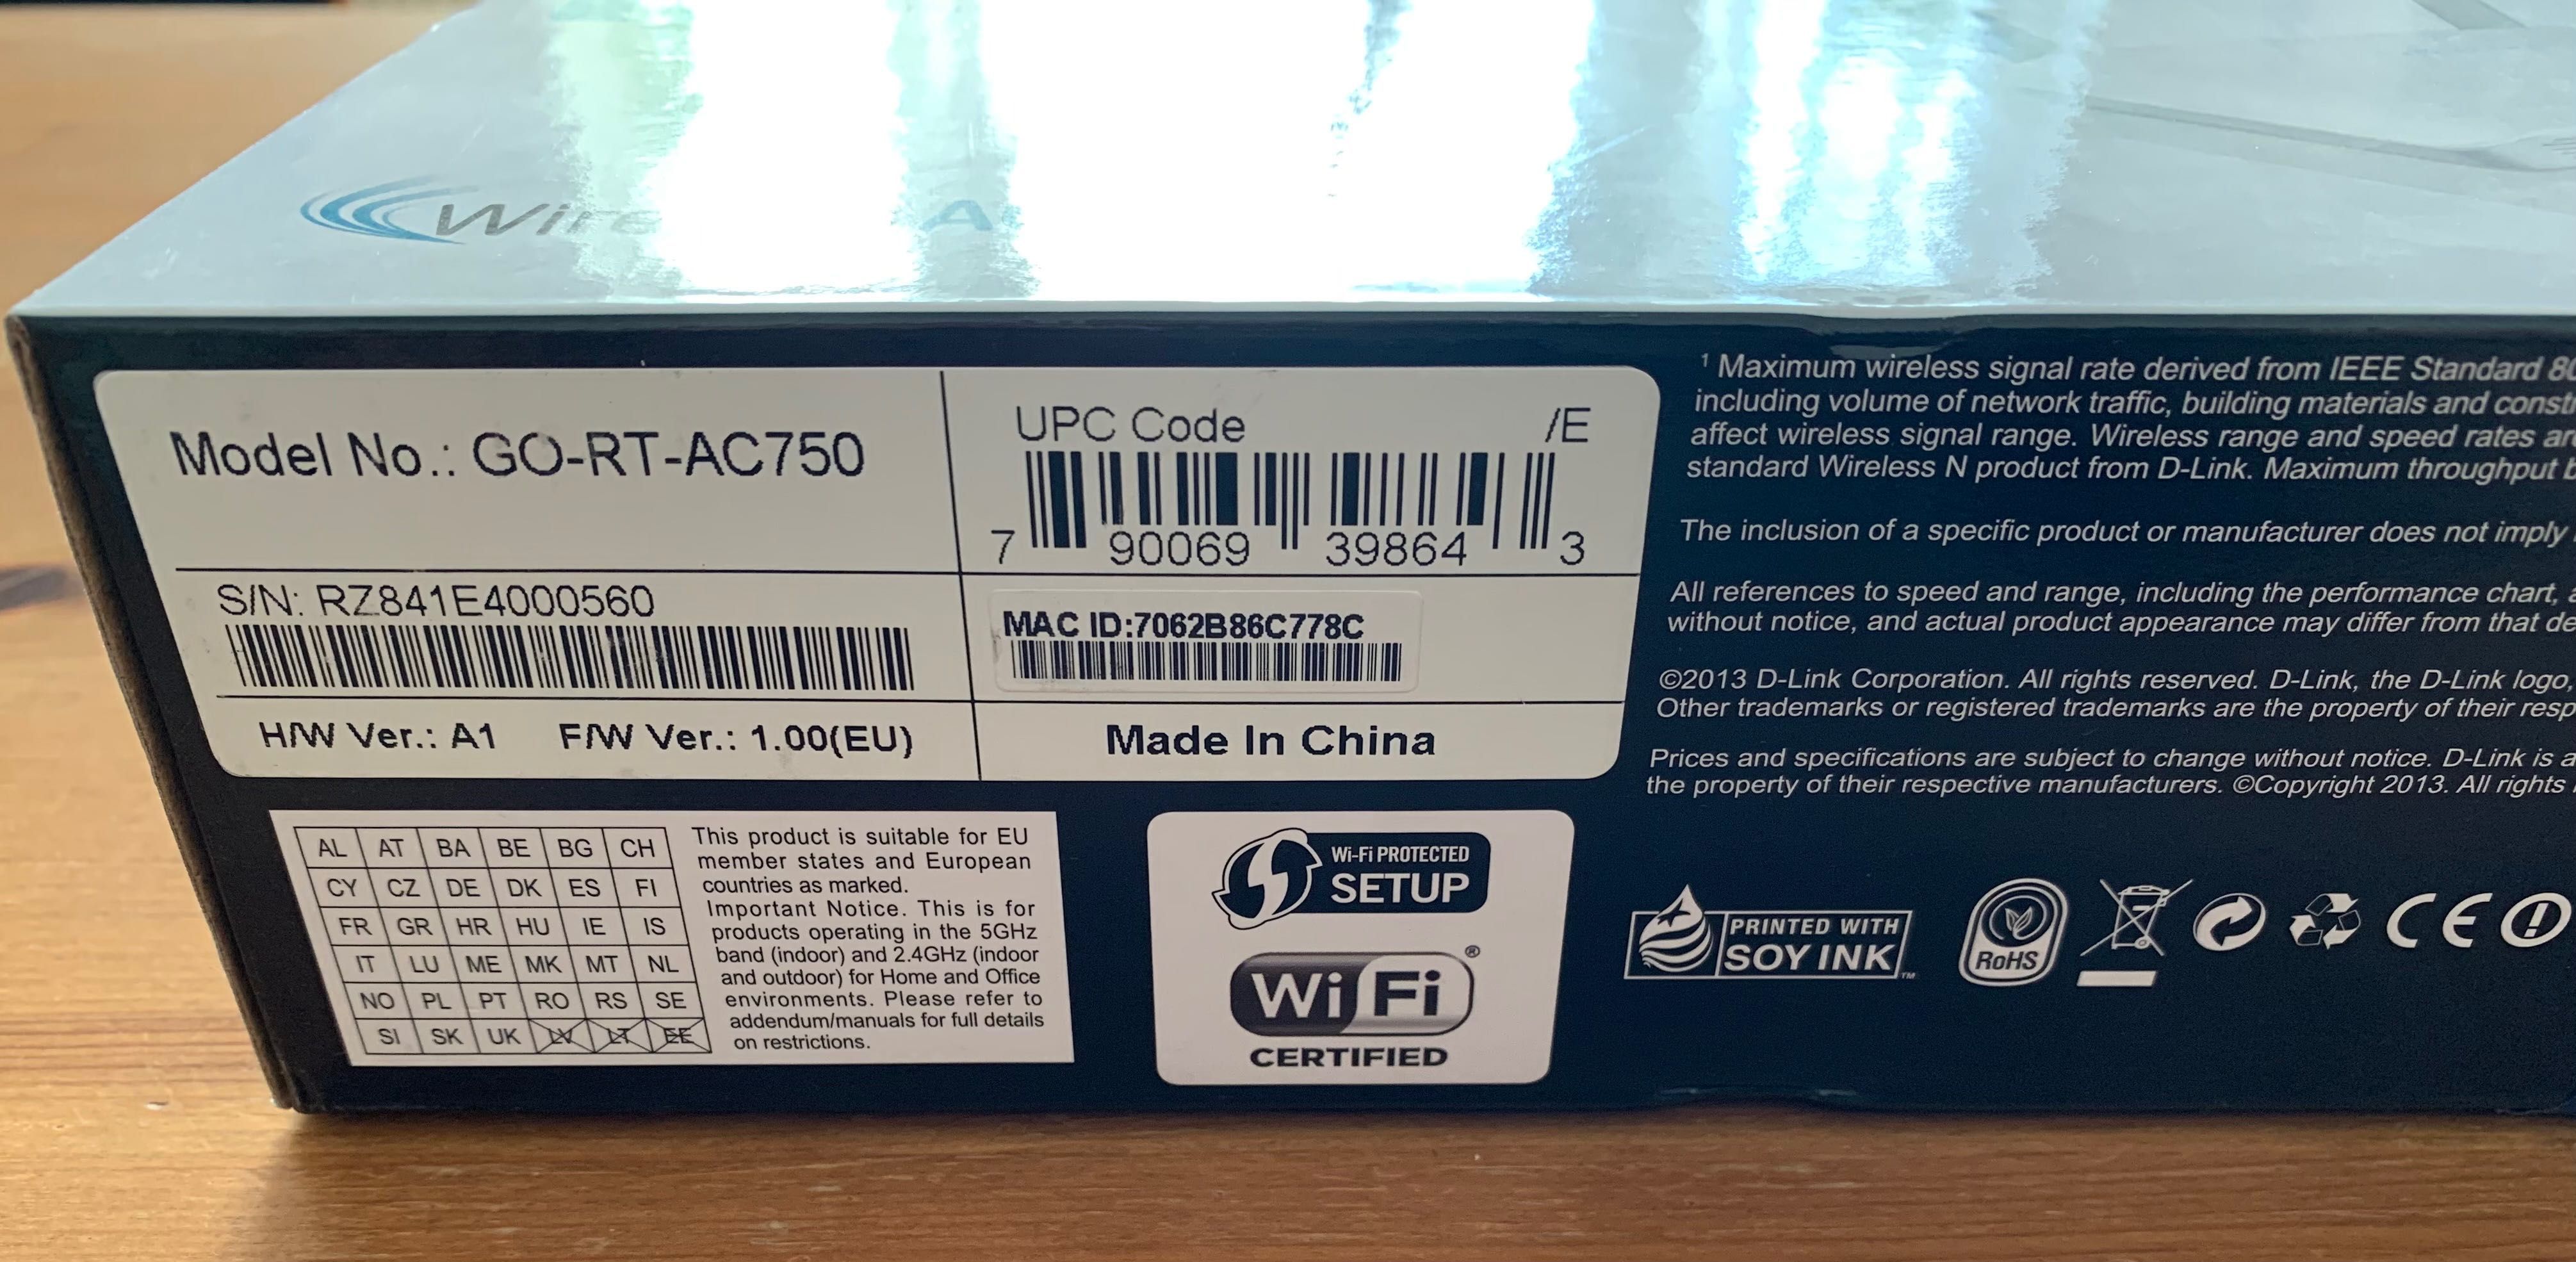 Model No.: GO-RT-AC750
UPC Code /E
7 90069 39864 3
S/N: RZ841E4000560
MAC ID:7062B86C778C
H/W Ver.: A1 F/W Ver.: 1.00(EU)
Made In China
AL AT BA BE BG CH
CY CZ DE DK ES FI
FR GR HR HU IE IS
IT LU ME MK MT NL
NO PL PT RO RS SE
SI SK UK LV LT EE
This product is suitable for EU
member states and European
countries as marked.
Important Notice. This is for
products operating in the 5GHz
band (indoor) and 2.4GHz (indoor
and outdoor) for Home and Office
environments. Please refer to
addendum/manuals for full details
on restrictions.
Wi-Fi PROTECTED
SETUP
Wi Fi ®
CERTIFIED
1 Maximum wireless signal rate derived from IEEE Standard
including volume of network traffic, building materials and
affect wireless signal range. Wireless range and speed rates
standard Wireless N product from D-Link. Maximum throughput
The inclusion of a specific product or manufacturer does not imply
All references to speed and range, including the performance chart,
without notice, and actual product appearance may differ from that
©2013 D-Link Corporation. All rights reserved. D-Link, the D-Link logo,
Other trademarks or registered trademarks are the property of their
Prices and specifications are subject to change without notice. D-Link is
the property of their respective manufacturers. ©Copyright 2013. All rights
PRINTED WITH
SOY INK™
RoHS
CE